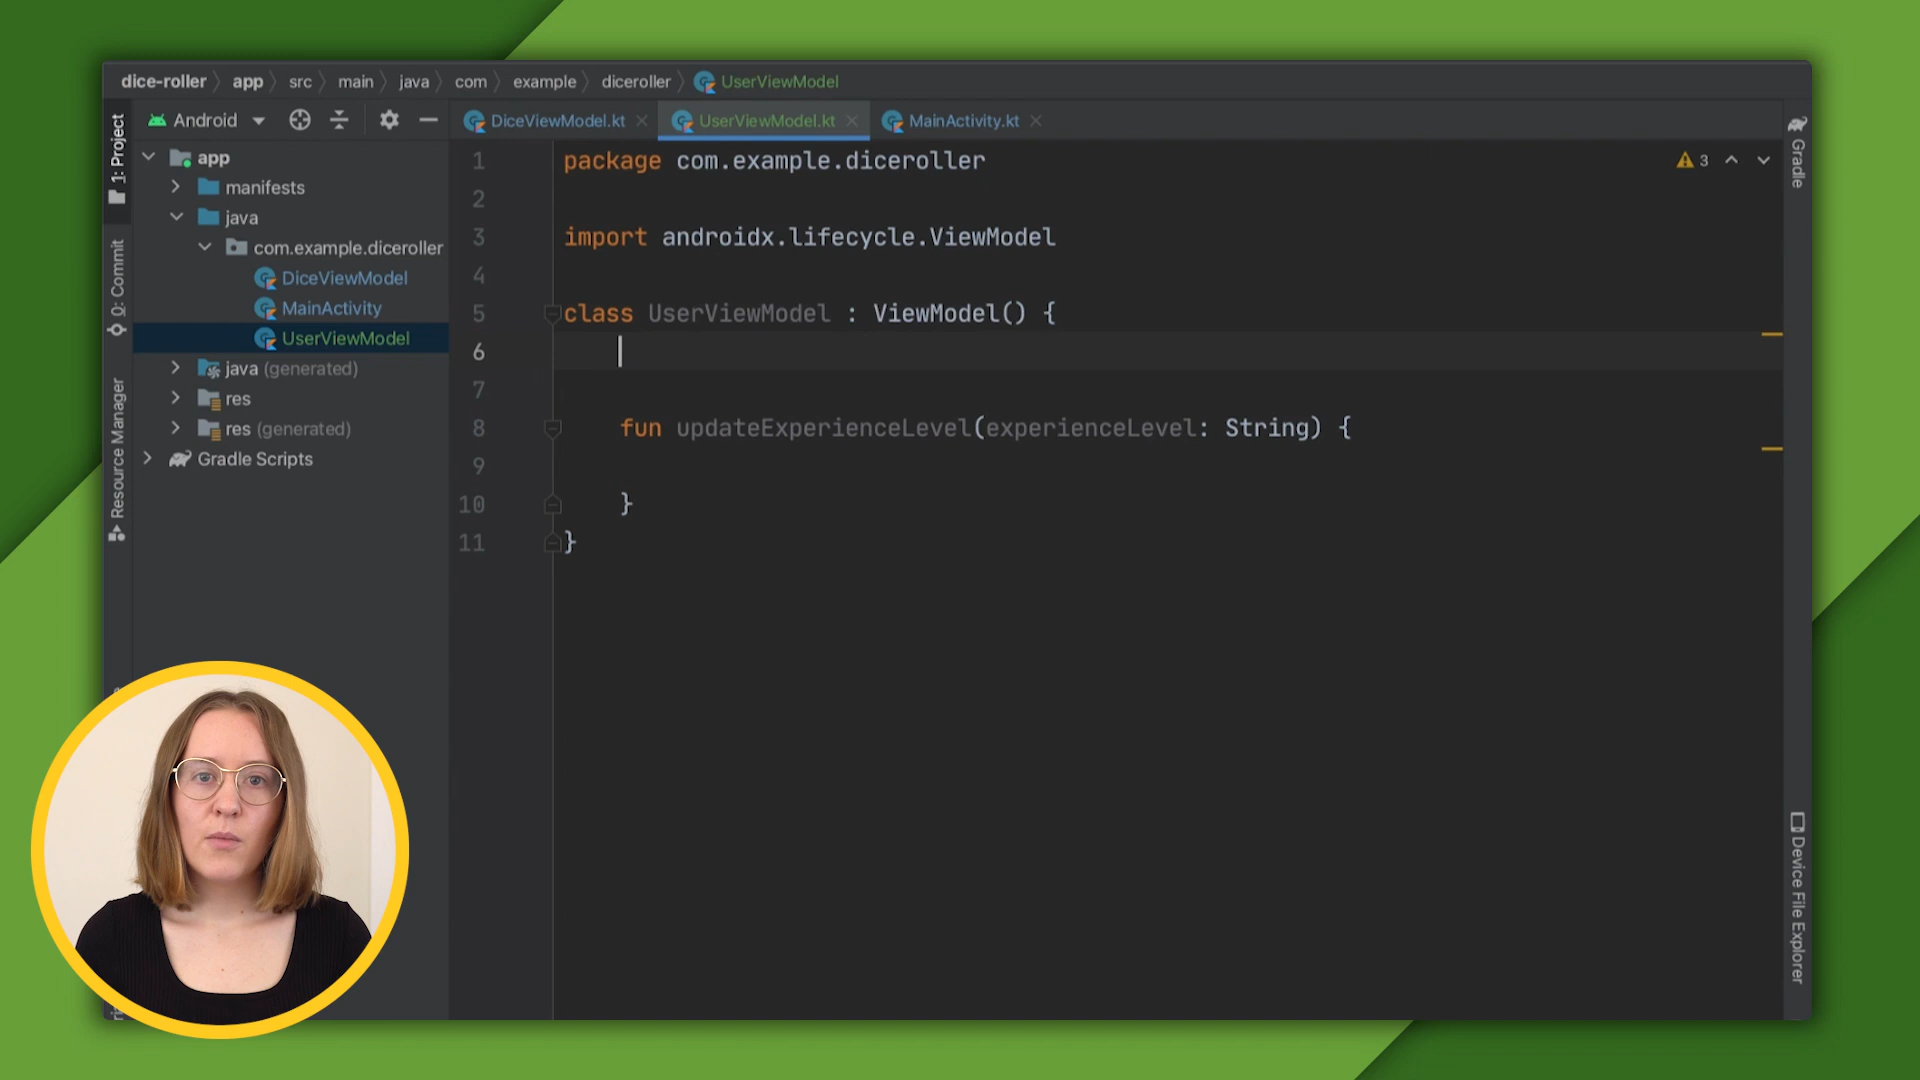 dice-roller app src main java com example diceroller UserViewModel
Android
DiceViewModel.kt UserViewModel.kt MainActivity.kt
1: Project
0: Commit
Resource Manager
app
manifests
java
com.example.diceroller
DiceViewModel
MainActivity
UserViewModel
java (generated)
res
res (generated)
Gradle Scripts
1 package com.example.diceroller
2
3 import androidx.lifecycle.ViewModel
4
5 class UserViewModel : ViewModel() {
6
7
8 fun updateExperienceLevel(experienceLevel: String) {
9
10 }
11 }
3
Gradle
Device File Explorer